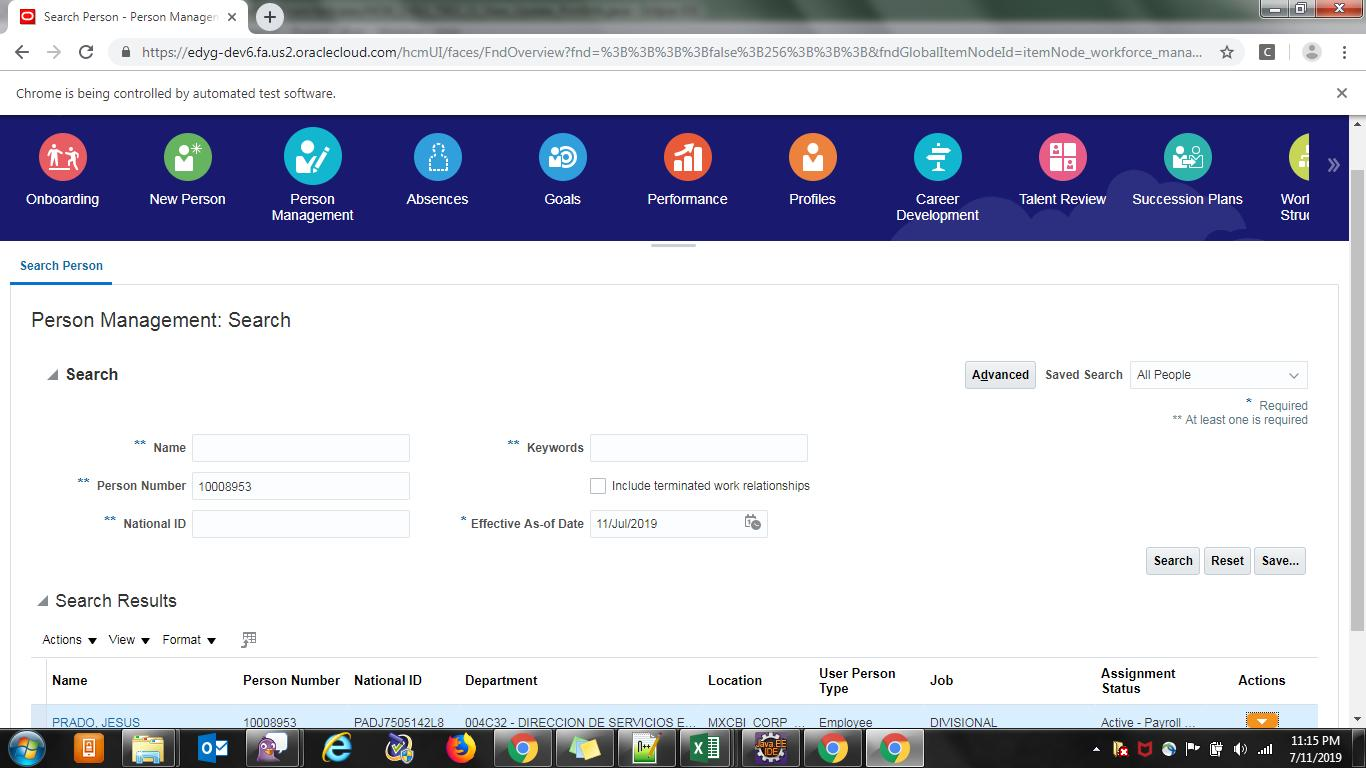 Search Person - Person Managem
https://edyg-dev6.fa.us2.oraclecloud.com/hcmUI/faces/FndOverview?fnd=%3B%3B%3B%3Bfalse%3B256%3B%3B%3B&fndGlobalItemNodeId=itemNode_workforce_mana...
C
Chrome is being controlled by automated test software.
Onboarding
New Person
Person Management
Absences
Goals
Performance
Profiles
Career Development
Talent Review
Succession Plans
Search Person
Person Management: Search
Search
Advanced Saved Search All People
* Required
** At least one is required
** Name
** Keywords
** Person Number 10008953
Include terminated work relationships
** National ID
* Effective As-of Date 11/Jul/2019
Search Reset Save...
Search Results
Actions View Format
Name Person Number National ID Department Location User Person Type Job Assignment Status Actions
PRADO, JESUS 10008953 PADJ7505142L8 004C32 - DIRECCION DE SERVICIOS E... MXCBI_CORP_... Employee DIVISIONAL Active - Payroll ...
Java EE
IDE
11:15 PM
7/11/2019